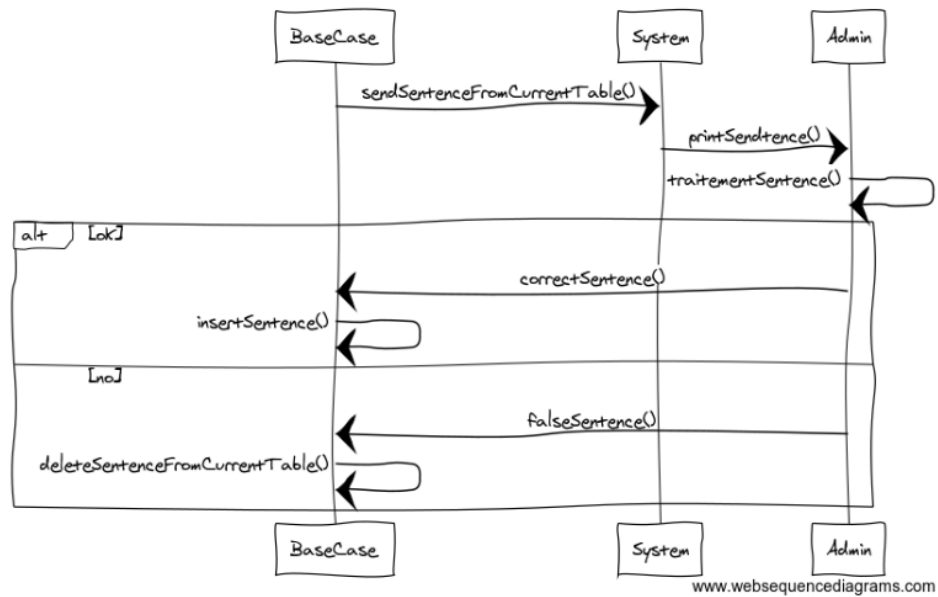 BaseCase
System
Admin
sendSentenceFromCurrentTable()
printSendtence()
traitementSentence()
alt [ok]
correctSentence()
insertSentence()
[no]
falseSentence()
deleteSentenceFromCurrentTable()
BaseCase
System
Admin
www.websequencediagrams.com